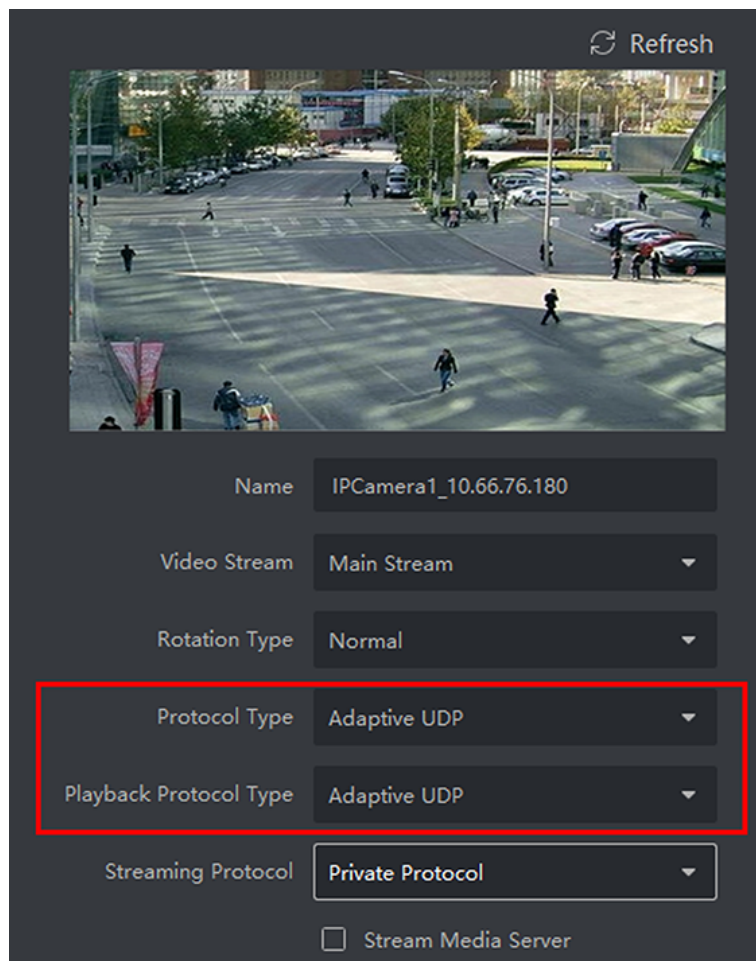 Refresh
Name IPCamera1_10.66.76.180
Video Stream Main Stream
Rotation Type Normal
Protocol Type Adaptive UDP
Playback Protocol Type Adaptive UDP
Streaming Protocol Private Protocol
Stream Media Server